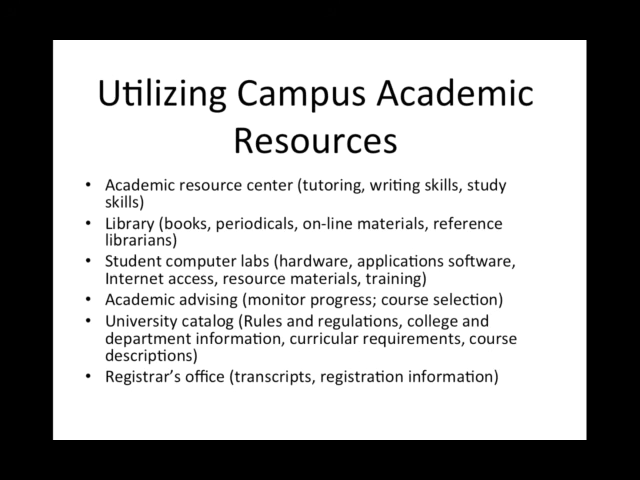 Utilizing Campus Academic
Resources
• Academic resource center (tutoring, writing skills, study
skills)
• Library (books, periodicals, on-line materials, reference
librarians)
• Student computer labs (hardware, applications software,
Internet access, resource materials, training)
• Academic advising (monitor progress; course selection)
• University catalog (Rules and regulations, college and
department information, curricular requirements, course
descriptions)
• Registrar’s office (transcripts, registration information)